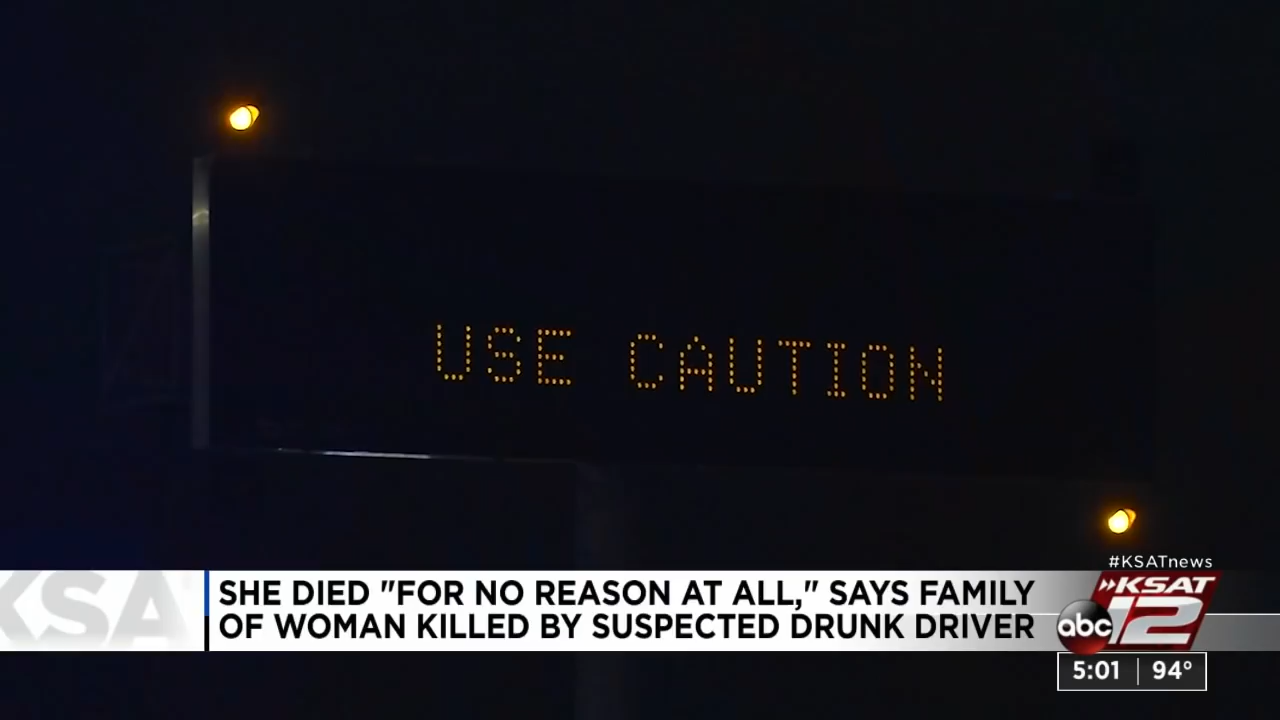 USE CAUTION
#KSATnews
KSA
SHE DIED "FOR NO REASON AT ALL," SAYS FAMILY
OF WOMAN KILLED BY SUSPECTED DRUNK DRIVER
KSAT
abc 12
5:01 94°